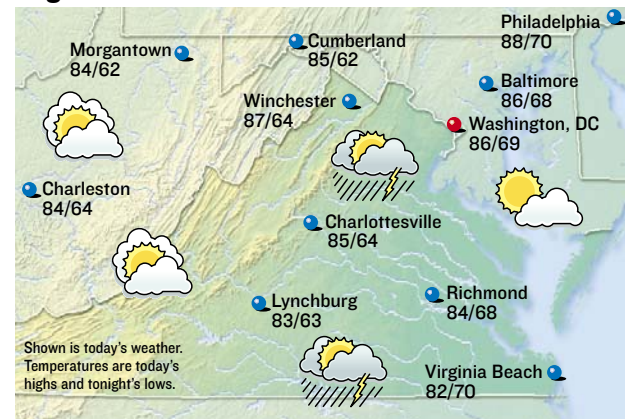 Philadelphia
88/70
Morgantown
84/62
Cumberland
85/62
Baltimore
86/68
Winchester
87/64
Washington, DC
86/69
Charleston
84/64
Charlottesville
85/64
Lynchburg
83/63
Richmond
84/68
Shown is today's weather.
Temperatures are today's
highs and tonight's lows.
Virginia Beach
82/70